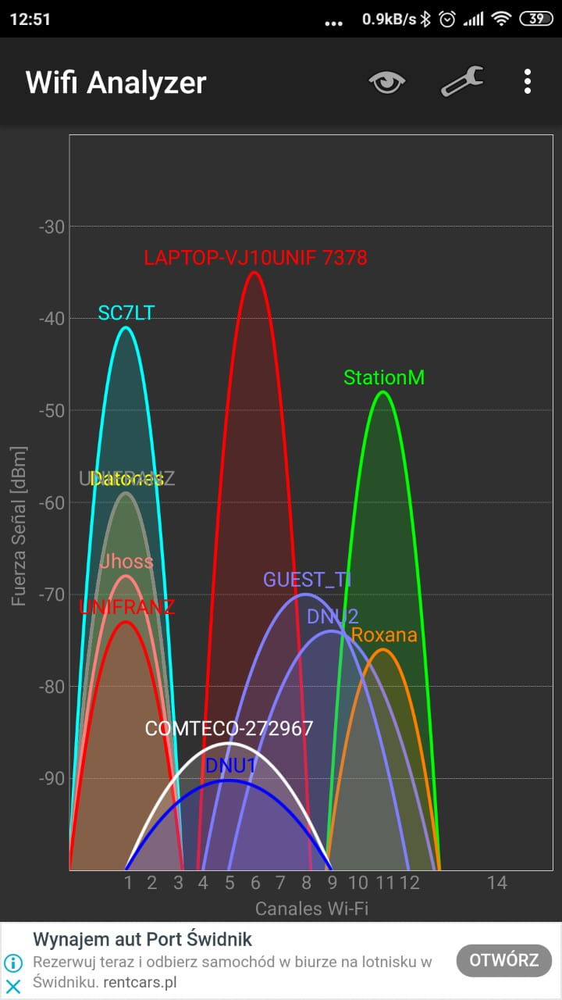 12:51
... 0.9kB/s 39
Wifi Analyzer
-30
LAPTOP-VJ10UNIF 7378
SC7LT
-40
StationM
-50
UNIFRANZ
-60
Jhoss
GUEST_TI
-70
UNIFRANZ
DNU2
Roxana
-80
COMTECO-272967
DNU1
-90
Fuerza Señal [dBm]
1 2 3 4 5 6 7 8 9 10 11 12 14
Canales Wi-Fi
Wynajem aut Port Świdnik
Rezerwuj teraz i odbierz samochód w biurze na lotnisku w
Świdniku. rentcars.pl
OTWÓRZ